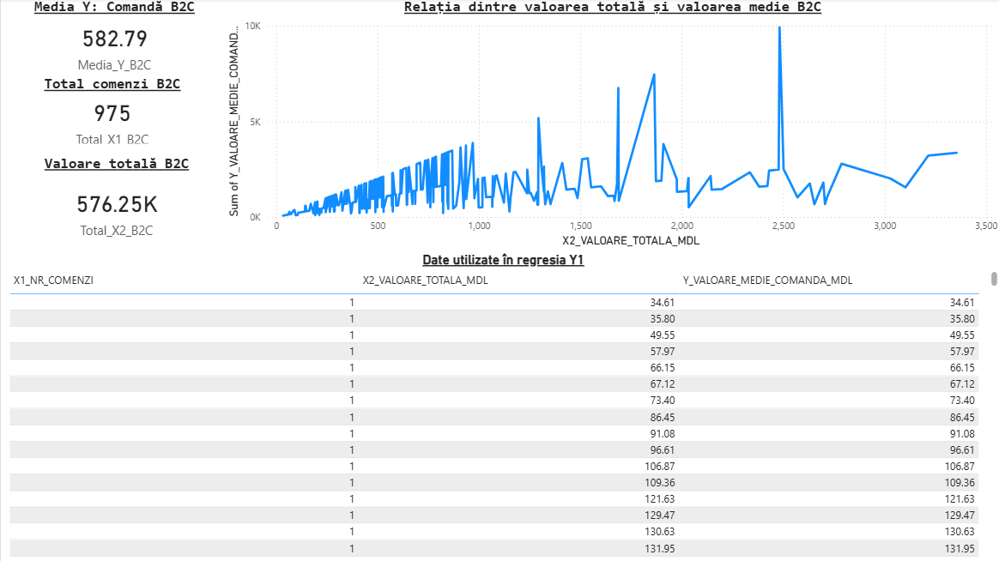 Media Y: Comandă B2C
582.79
Media_Y_B2C
Total comenzi B2C
975
Total_X1_B2C
Valoare totală B2C
576.25K
Total_X2_B2C
Relația dintre valoarea totală și valoarea medie B2C
Sum of Y_VALOARE_MEDIE_COMAND...
10K
5K
0K
0 500 1,000 1,500 2,000 2,500 3,000 3,500
X2_VALOARE_TOTALA_MDL
Date utilizate în regresia Y1
X1_NR_COMENZI X2_VALOARE_TOTALA_MDL Y_VALOARE_MEDIE_COMANDA_MDL
1 34.61 34.61
1 35.80 35.80
1 49.55 49.55
1 57.97 57.97
1 66.15 66.15
1 67.12 67.12
1 73.40 73.40
1 86.45 86.45
1 91.08 91.08
1 96.61 96.61
1 106.87 106.87
1 109.36 109.36
1 121.63 121.63
1 129.47 129.47
1 130.63 130.63
1 131.95 131.95